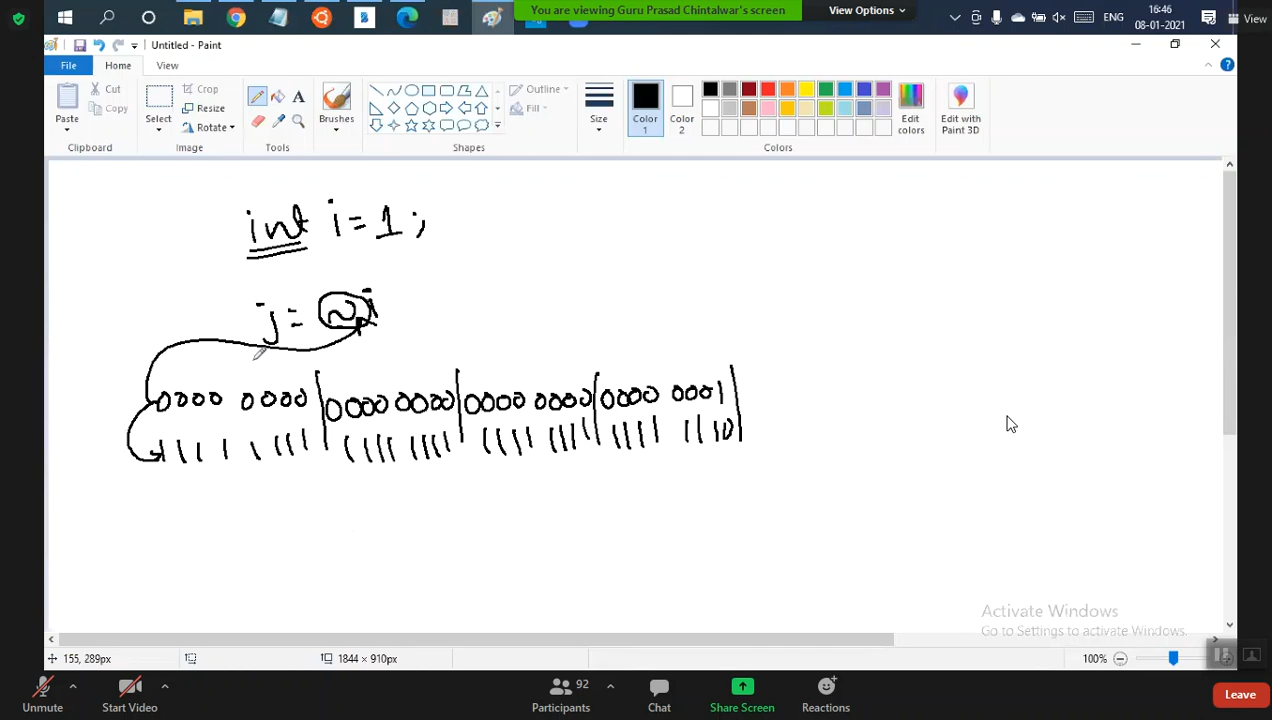 You are viewing Guru Prasad Chintalwar's screen
View Options
ENG
16:46
08-01-2021
View
Untitled - Paint
File
Home
View
Paste
Cut
Copy
Clipboard
Select
Crop
Resize
Rotate
Image
A
Tools
Brushes
Outline
Fill
Shapes
Size
Color 1
Color 2
Edit colors
Colors
Edit with Paint 3D
int i = 1 ;
j = ~i
0000 0000 | 0000 0000 | 0000 0000 | 0000 0001 |
1111 1111 | 1111 1111 | 1111 1111 | 1111 1110 |
Activate Windows
Go to Settings to activate Windows.
155, 289px
1844 × 910px
100%
Unmute
Start Video
92
Participants
Chat
Share Screen
Reactions
Leave